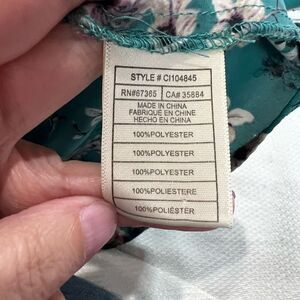 STYLE # CI104845
RN#67365 CA# 35884
MADE IN CHINA
FABRIQUE EN CHINE
HECHO EN CHINA
100%POLYESTER
100%POLYESTER
100%POLYESTER
100%POLIESTERE
100%POLIÉSTER